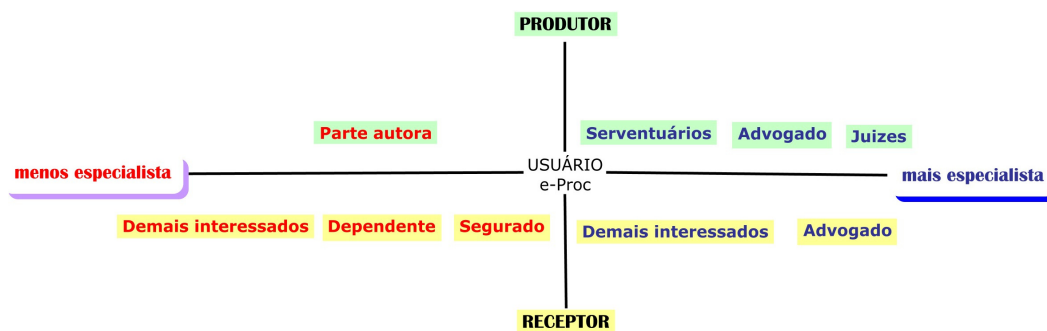 PRODUTOR
Parte autora
Serventuários
Advogado
Juizes
menos especialista
USUÁRIO
e-Proc
mais especialista
Demais interessados
Dependente
Segurado
Demais interessados
Advogado
RECEPTOR